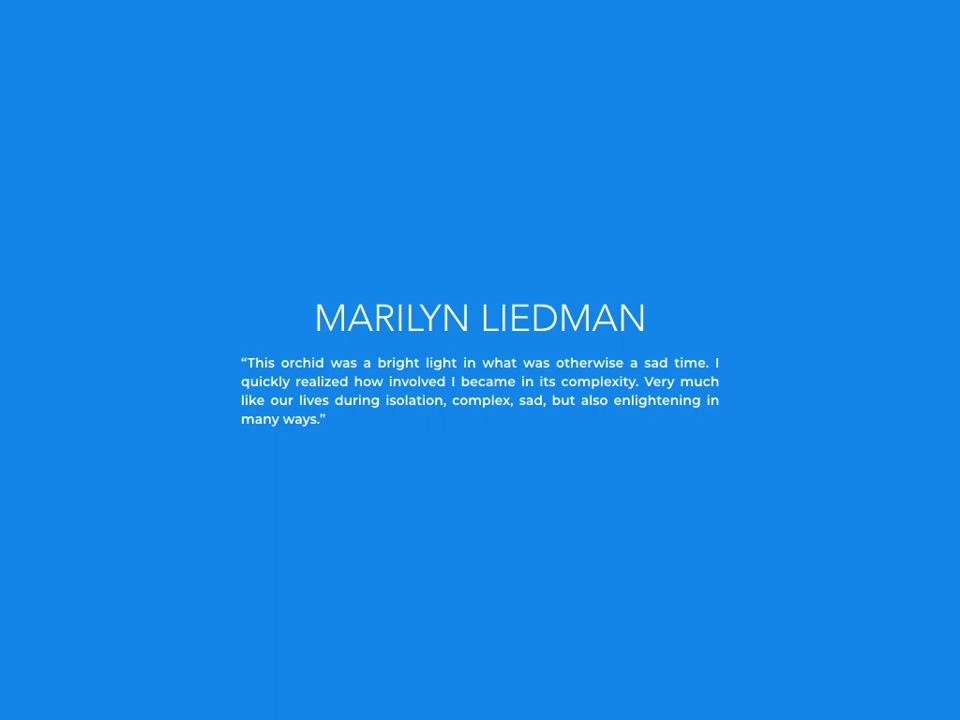 MARILYN LIEDMAN
“This orchid was a bright light in what was otherwise a sad time. I
quickly realized how involved I became in its complexity. Very much
like our lives during isolation, complex, sad, but also enlightening in
many ways.”